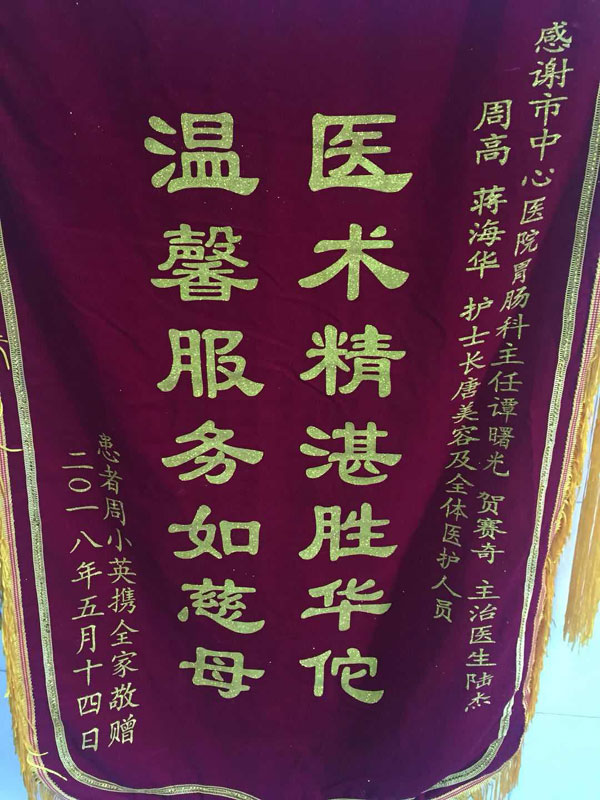 感谢市中心医院胃肠科主任谭曙光 贺赛奇 主治医生陆杰
周高 蒋海华 护士长唐美容及全体医护人员
医术精湛胜华佗
温馨服务如慈母
患者周小英携全家敬赠
二〇一八年五月十四日